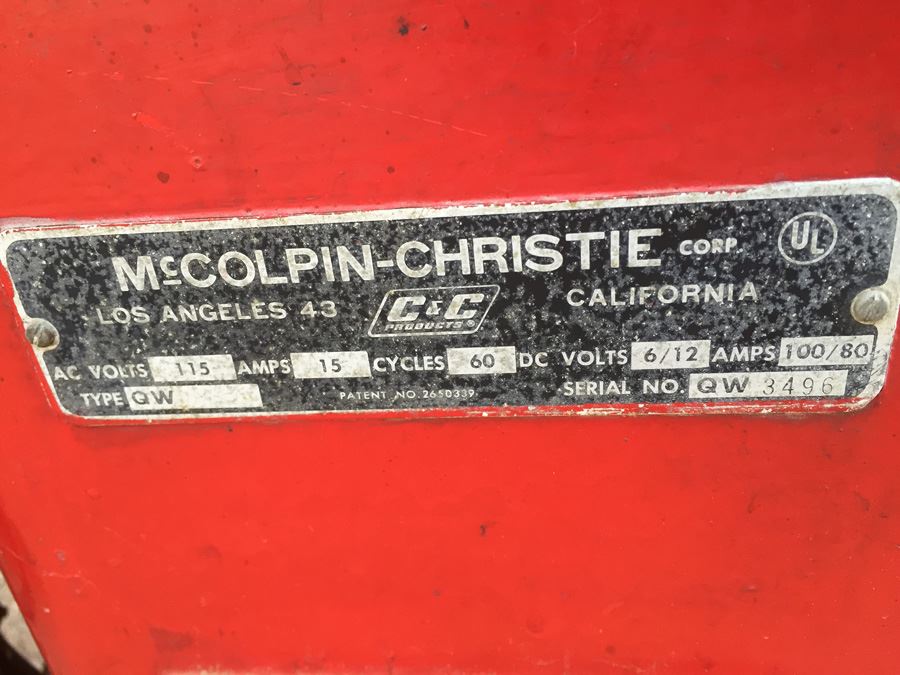 McCOLPIN-CHRISTIE CORP UL
LOS ANGELES 43 C&C PRODUCTS® CALIFORNIA
AC VOLTS 115 AMPS 15 CYCLES 60 DC VOLTS 6/12 AMPS 100/80
TYPE QW PATENT NO. 2650339 SERIAL NO. QW 3496